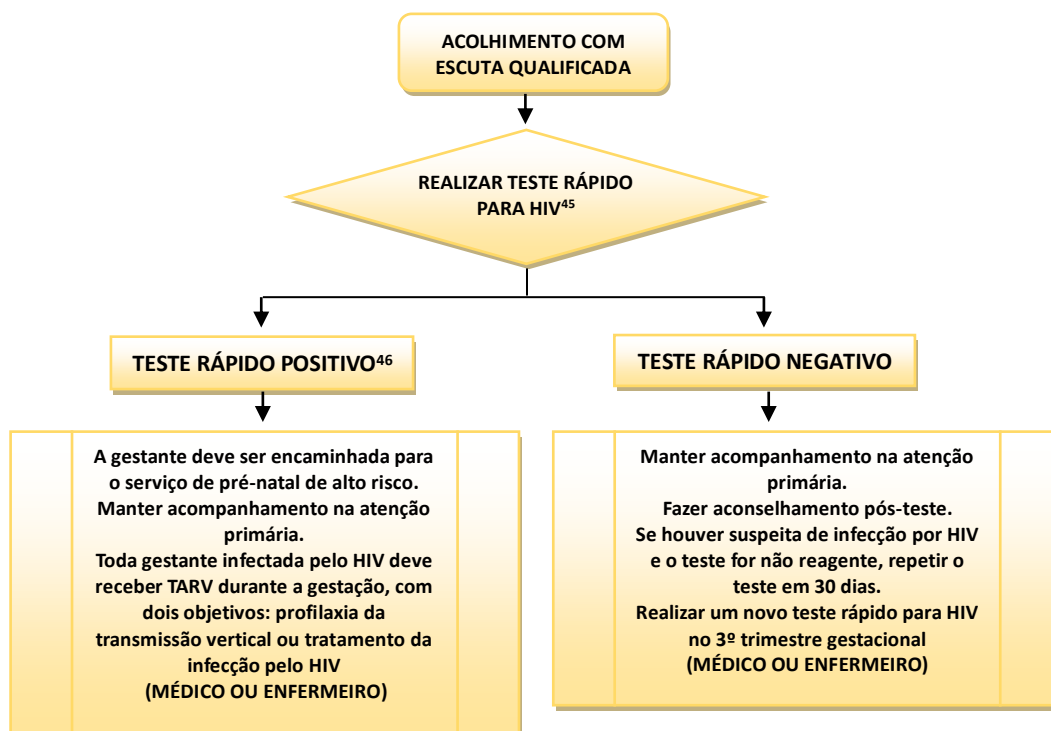 ACOLHIMENTO COM
ESCUTA QUALIFICADA
REALIZAR TESTE RÁPIDO
PARA HIV⁴⁵
TESTE RÁPIDO POSITIVO⁴⁶
TESTE RÁPIDO NEGATIVO
A gestante deve ser encaminhada para
o serviço de pré-natal de alto risco.
Manter acompanhamento na atenção
primária.
Toda gestante infectada pelo HIV deve
receber TARV durante a gestação, com
dois objetivos: profilaxia da
transmissão vertical ou tratamento da
infecção pelo HIV
(MÉDICO OU ENFERMEIRO)
Manter acompanhamento na atenção
primária.
Fazer aconselhamento pós-teste.
Se houver suspeita de infecção por HIV
e o teste for não reagente, repetir o
teste em 30 dias.
Realizar um novo teste rápido para HIV
no 3º trimestre gestacional
(MÉDICO OU ENFERMEIRO)